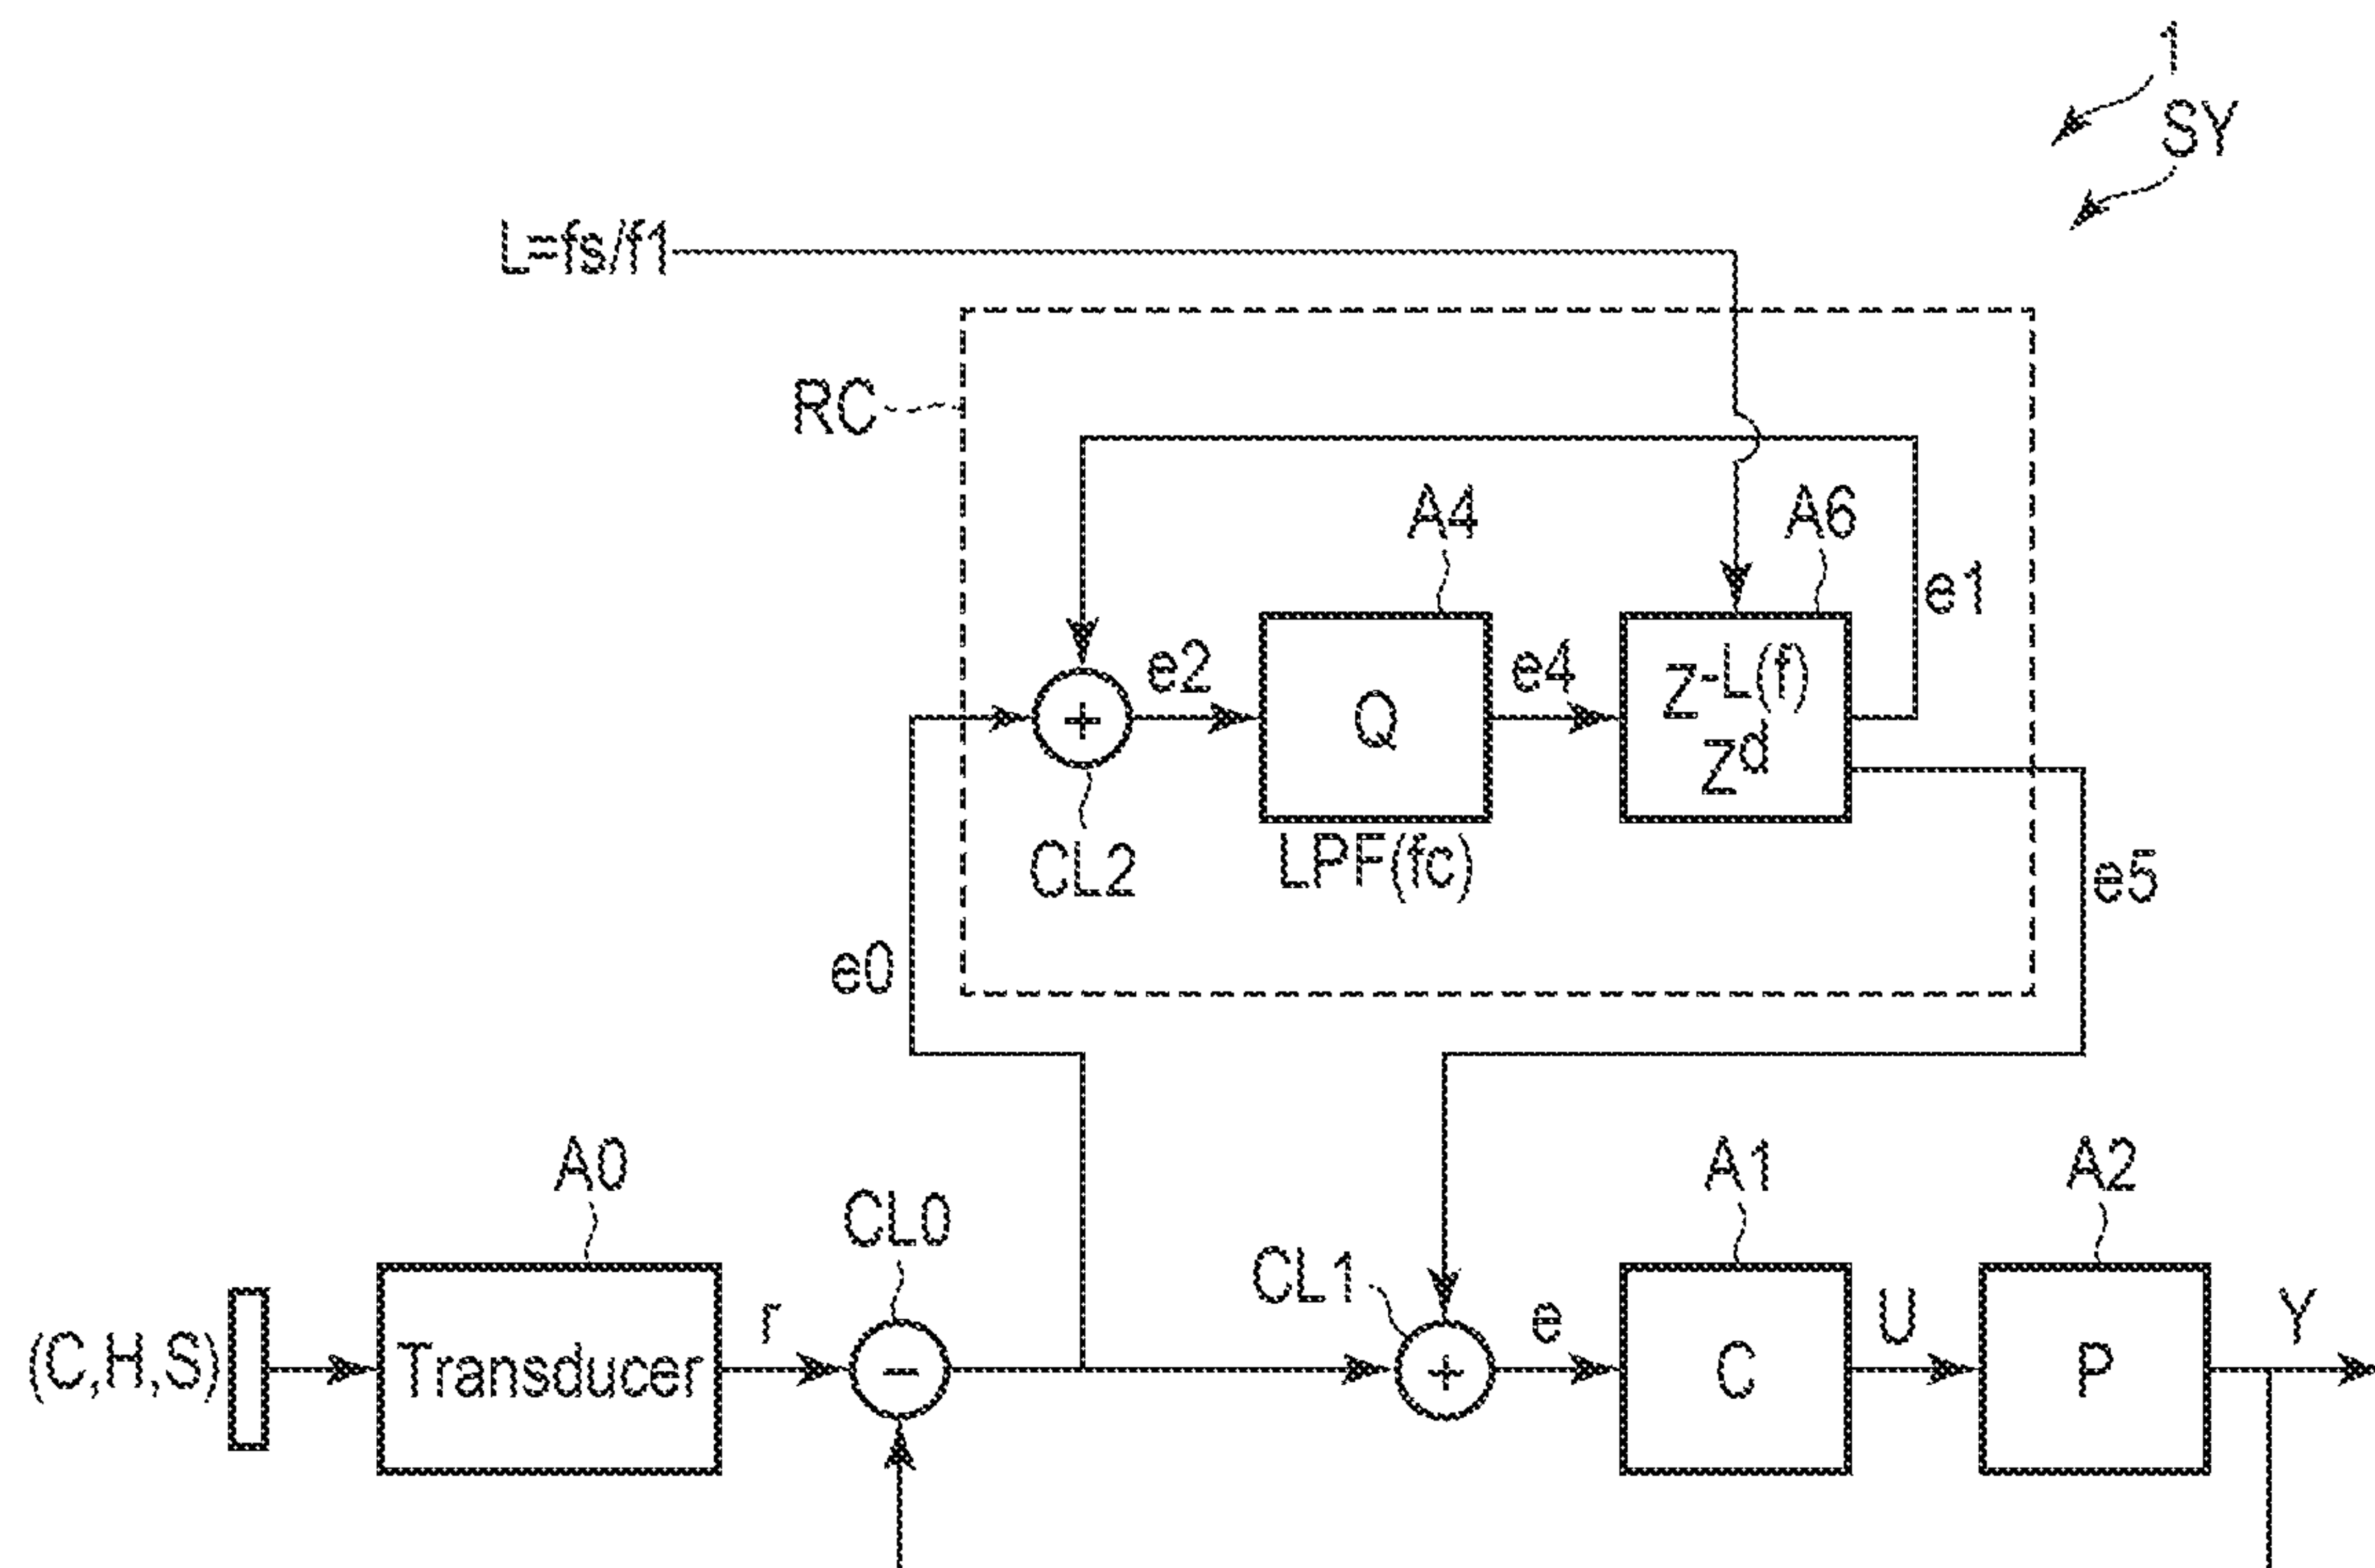 1
SY
L=fs/f1
RC
A4
A6
e1
e2
e4
Z^-L(f)
Z^d
+
Q
CL2
LPF(fc)
e5
e0
A0
CL0
CL1
A1
A2
(C,H,S)
Transducer
r
-
+
e
C
U
P
Y